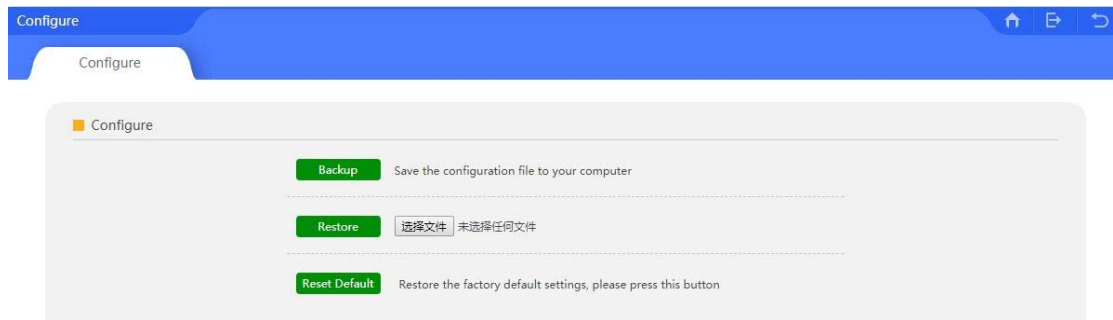 Configure
Configure
Configure
Backup Save the configuration file to your computer
Restore 选择文件 未选择任何文件
Reset Default Restore the factory default settings, please press this button